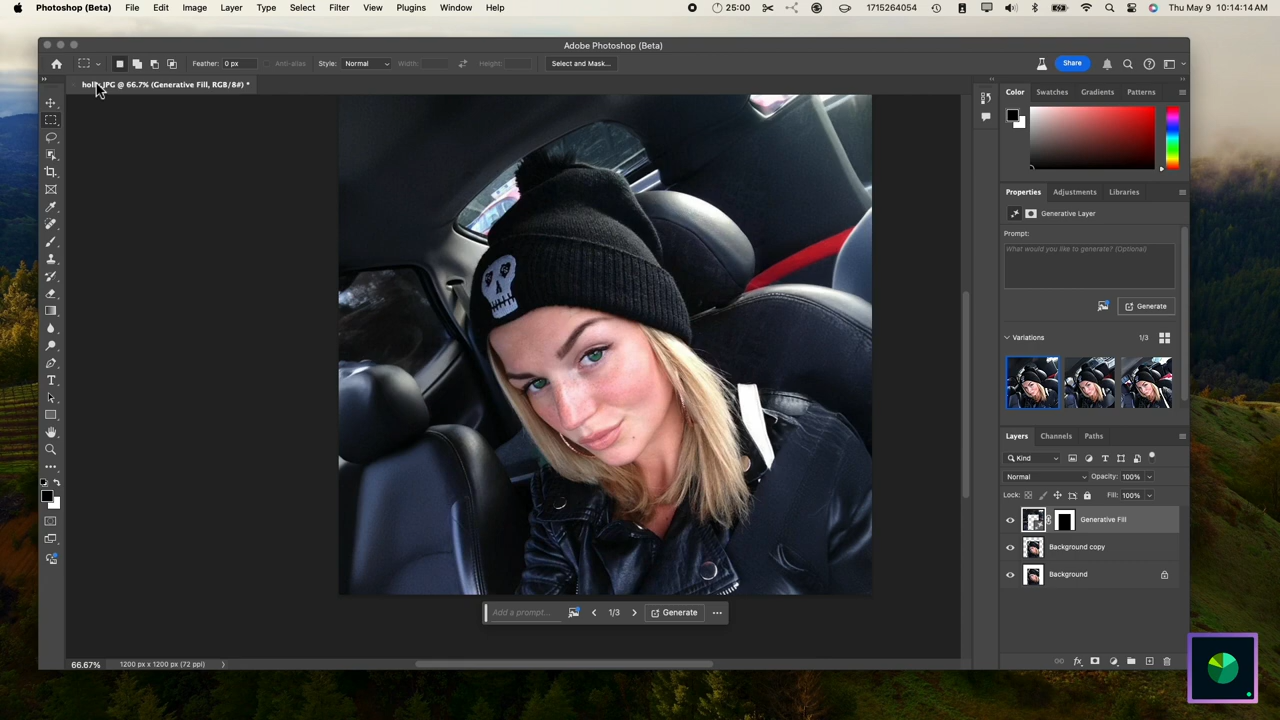 Photoshop (Beta) File Edit Image Layer Type Select Filter View Plugins Window Help 25:00 1715264054 Thu May 9 10:14:14 AM
Adobe Photoshop (Beta)
Feather: 0 px Anti-alias Style: Normal Width: Height: Select and Mask... Share
JPG @ 66.7% (Generative Fill, RGB/8#) *
Color Swatches Gradients Patterns
Properties Adjustments Libraries
Generative Layer
Prompt:
What would you like to generate? (Optional)
Generate
Variations 1/3
Layers Channels Paths
Kind
Normal Opacity: 100%
Lock: Fill: 100%
Generative Fill
Background copy
Background
Add a prompt... 1/3 Generate
66.67% 1200 px x 1200 px (72 ppi)